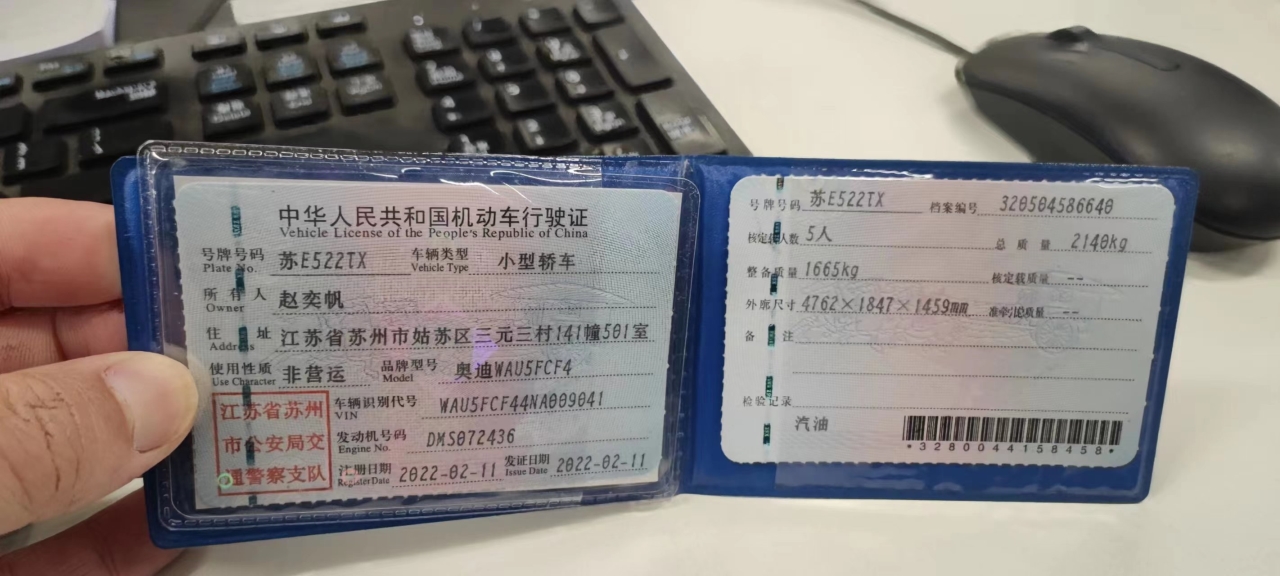 中华人民共和国机动车行驶证
Vehicle License of the People's Republic of China
号牌号码 苏E522TX 车辆类型 小型轿车
Plate No. Vehicle Type
所有人 赵奕帆
Owner
住址 江苏省苏州市姑苏区三元三村141幢501室
Address
使用性质 非营运 品牌型号 奥迪WAU5FCF4
Use Character Model
江苏省苏州
市公安局交
通警察支队
车辆识别代号 WAU5FCF44NA009041
VIN
发动机号码 DMS072436
Engine No.
注册日期 2022-02-11 发证日期 2022-02-11
Register Date Issue Date
号牌号码 苏E522TX 档案编号 320504586640
核定载人数 5人 总质量 2140kg
整备质量 1665kg 核定载质量 --
外廓尺寸 4762×1847×1459mm 准牵引总质量 --
备注
检验记录
汽油
*3280044158458*